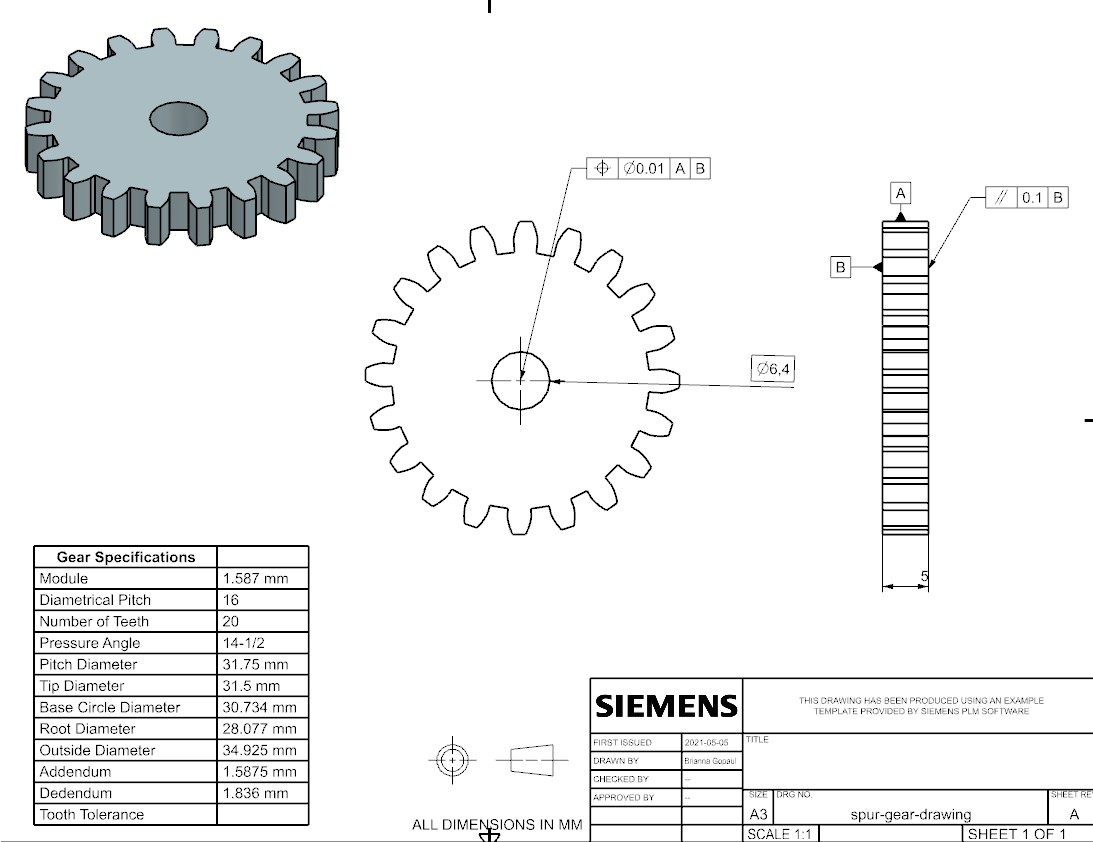 ⌖ ∅0.01 A B
A
// 0.1 B
B
∅6,4
5
Gear Specifications
Module 1.587 mm
Diametrical Pitch 16
Number of Teeth 20
Pressure Angle 14-1/2
Pitch Diameter 31.75 mm
Tip Diameter 31.5 mm
Base Circle Diameter 30.734 mm
Root Diameter 28.077 mm
Outside Diameter 34.925 mm
Addendum 1.5875 mm
Dedendum 1.836 mm
Tooth Tolerance
ALL DIMENSIONS IN MM
SIEMENS
THIS DRAWING HAS BEEN PRODUCED USING AN EXAMPLE
TEMPLATE PROVIDED BY SIEMENS PLM SOFTWARE
FIRST ISSUED 2021-05-05
DRAWN BY Brianna Gopaul
CHECKED BY --
APPROVED BY --
TITLE
SIZE DRG NO. SHEET REV
A3 spur-gear-drawing A
SCALE 1:1 SHEET 1 OF 1